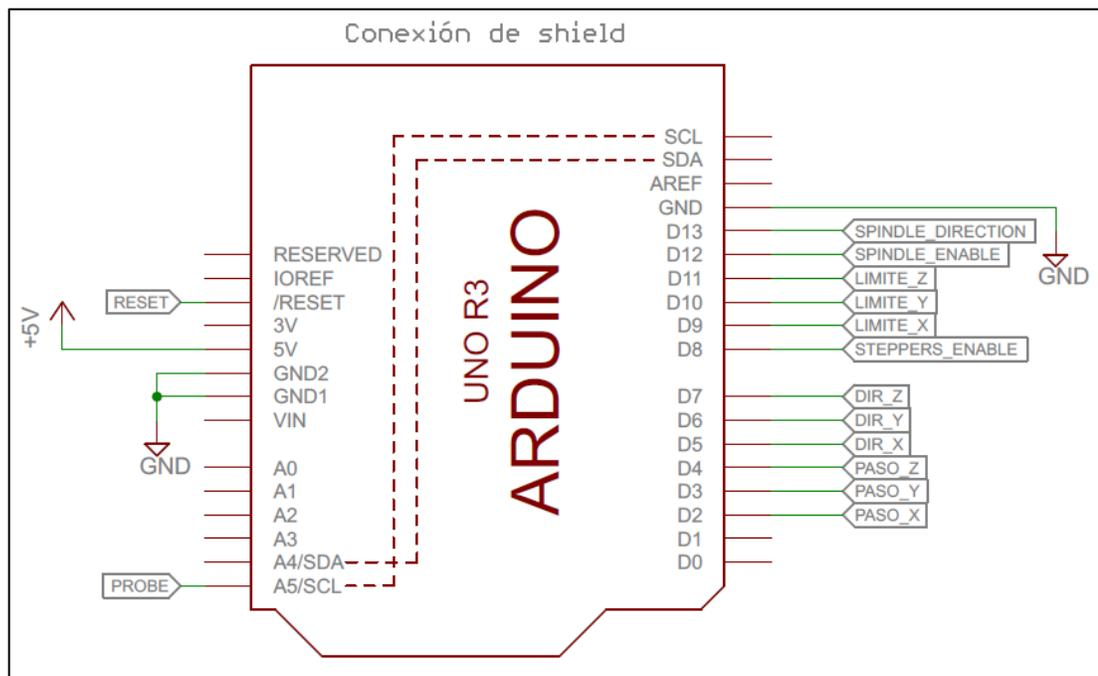 Conexión de shield
SCL
SDA
AREF
GND
D13 SPINDLE_DIRECTION
RESERVED D12 SPINDLE_ENABLE
GND
IOREF D11 LIMITE_Z
RESET /RESET D10 LIMITE_Y
+5V 3V D9 LIMITE_X
5V D8 STEPPERS_ENABLE
GND2
GND1 D7 DIR_Z
VIN D6 DIR_Y
D5 DIR_X
GND
A0 D4 PASO_Z
A1 D3 PASO_Y
A2 D2 PASO_X
A3 D1
A4/SDA D0
PROBE A5/SCL
UNO R3
ARDUINO